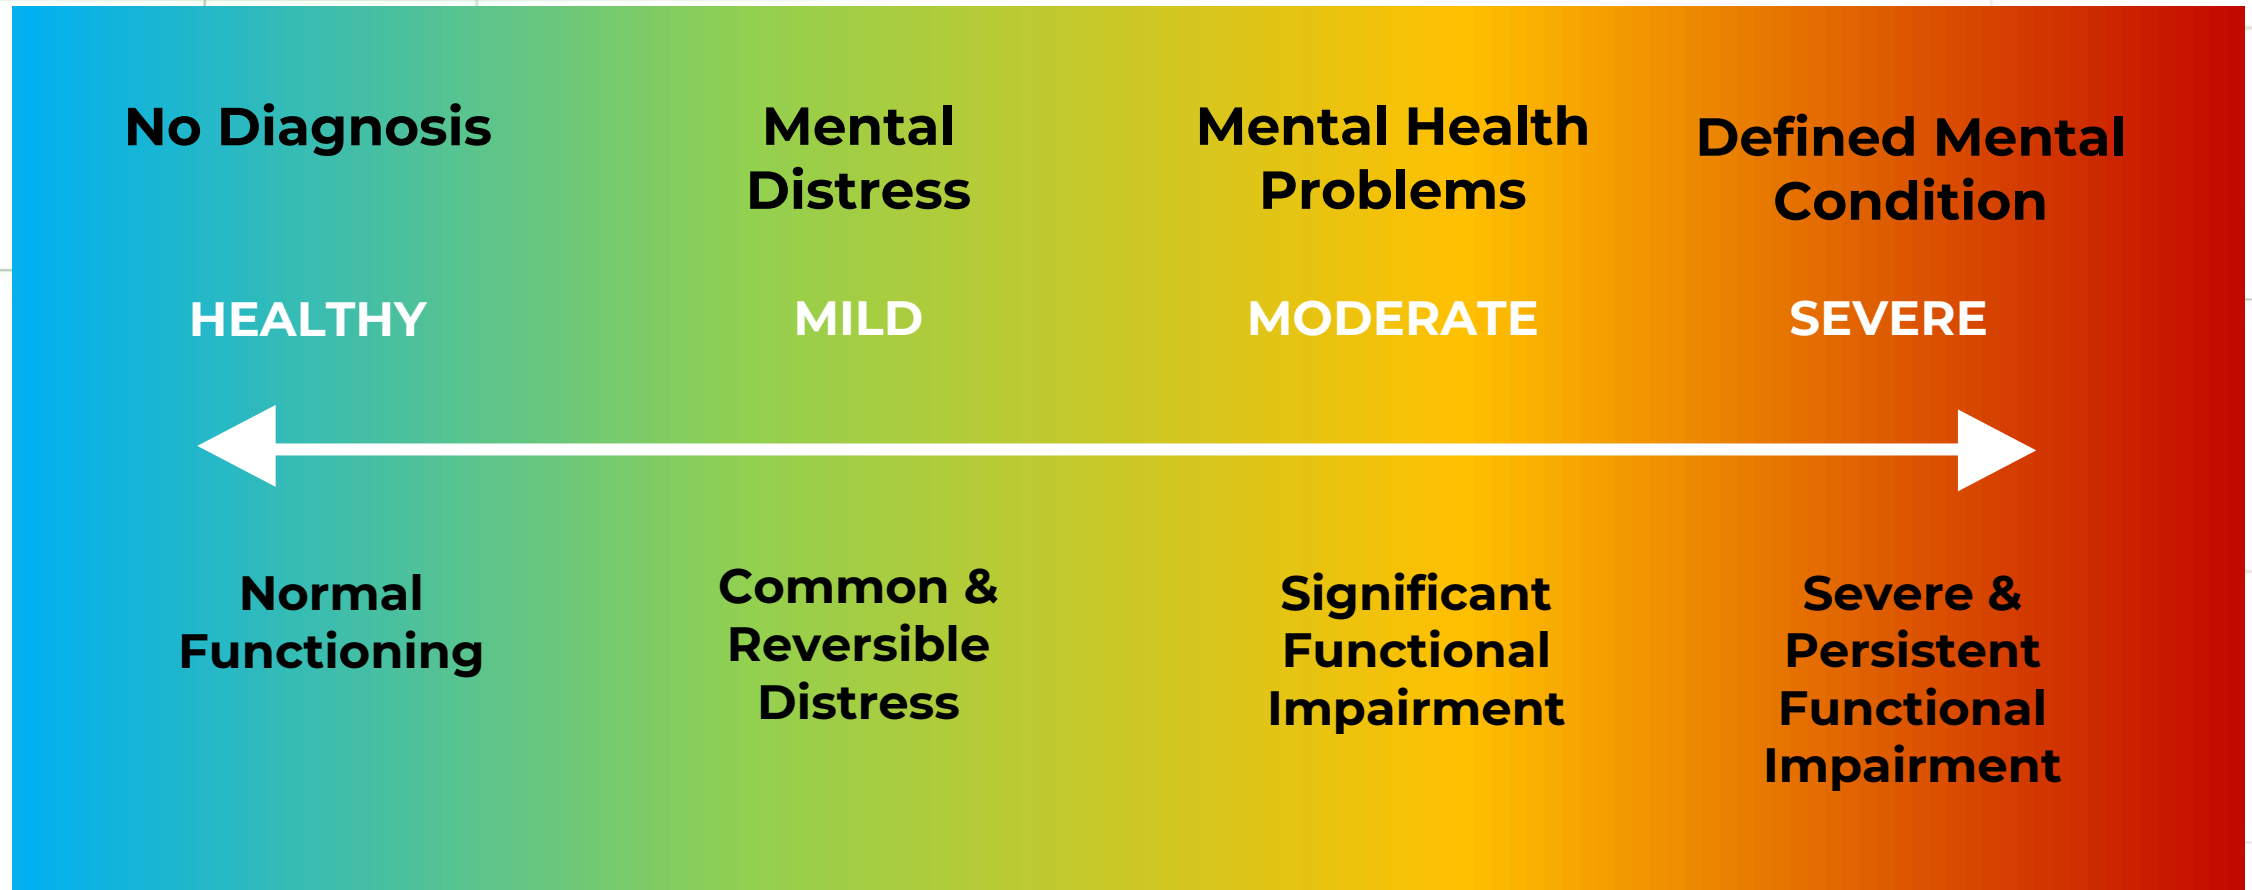 No Diagnosis
Mental
Distress
Mental Health
Problems
Defined Mental
Condition
HEALTHY
MILD
MODERATE
SEVERE
Normal
Functioning
Common &
Reversible
Distress
Significant
Functional
Impairment
Severe &
Persistent
Functional
Impairment